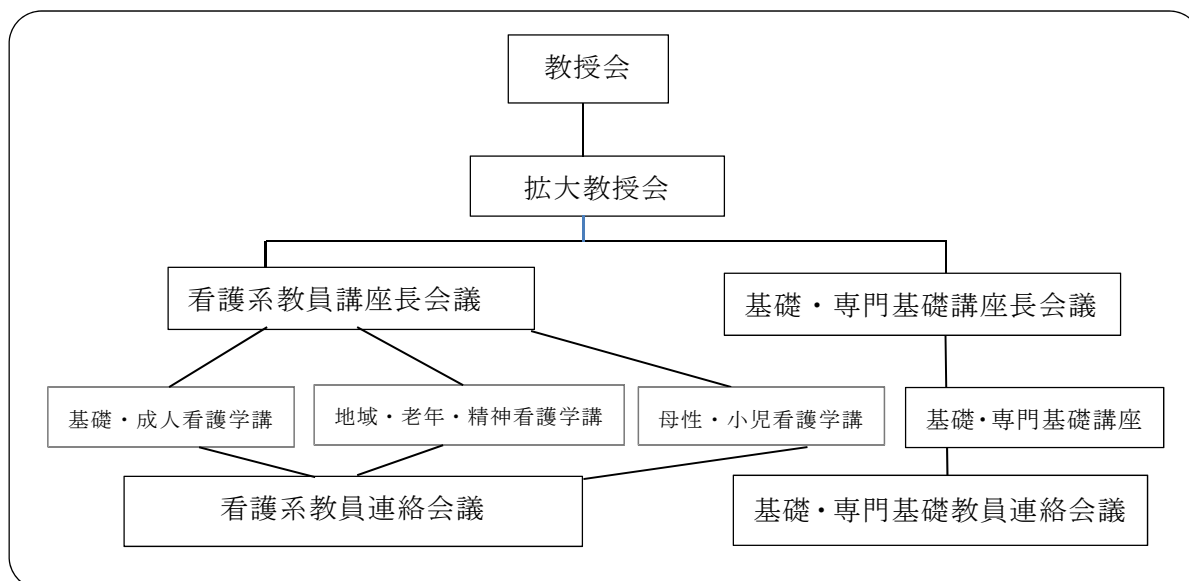 教授会
拡大教授会
看護系教員講座長会議
基礎・専門基礎講座長会議
基礎・成人看護学講
地域・老年・精神看護学講
母性・小児看護学講
基礎・専門基礎講座
看護系教員連絡会議
基礎・専門基礎教員連絡会議